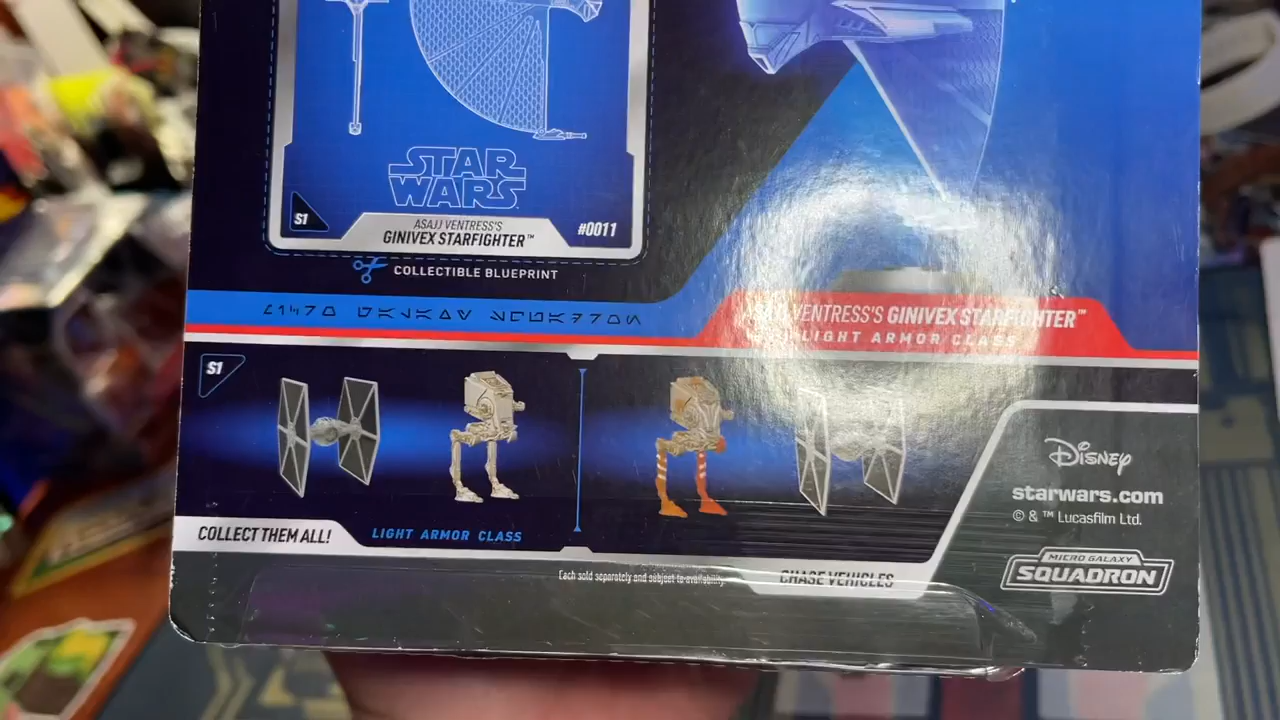 STAR
WARS
S1
ASAJJ VENTRESS'S
GINIVEX STARFIGHTER™
#0011
COLLECTIBLE BLUEPRINT
VENTRESS'S GINIVEX STARFIGHTER™
LIGHT ARMOR CLASS
S1
COLLECT THEM ALL!
LIGHT ARMOR CLASS
CHASE VEHICLES
Each sold separately and subject to availability.
Disney
starwars.com
© & ™ Lucasfilm Ltd.
MICRO GALAXY
SQUADRON